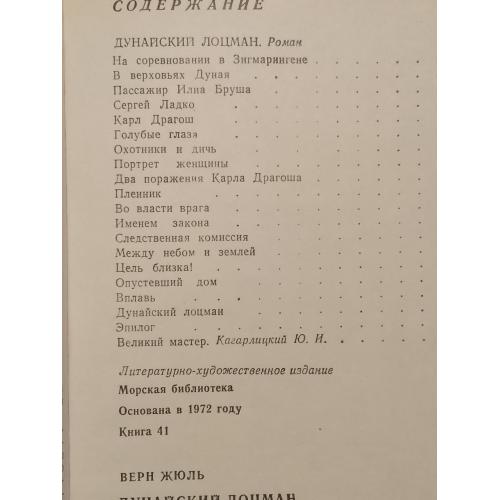 СОДЕРЖАНИЕ
ДУНАЙСКИЙ ЛОЦМАН. Роман
На соревновании в Зигмарингене . . . . . .
В верховьях Дуная . . . . . . . .
Пассажир Илиа Бруша . . . . . . .
Сергей Ладко . . . . . . . . .
Карл Драгош . . . . . . . . .
Голубые глаза . . . . . . . .
Охотники и дичь . . . . . . . .
Портрет женщины . . . . . . . .
Два поражения Карла Драгоша . . . . . .
Пленник . . . . . . . . . .
Во власти врага . . . . . . . . .
Именем закона . . . . . . . .
Следственная комиссия . . . . . . . .
Между небом и землей . . . . . . . .
Цель близка! . . . . . . . . .
Опустевший дом . . . . . . . .
Вплавь . . . . . . . . . .
Дунайский лоцман . . . . . . . .
Эпилог . . . . . . . . . .
Великий мастер. Кагарлицкий Ю. И. . . . . .
Литературно-художественное издание
Морская библиотека
Основана в 1972 году
Книга 41
ВЕРН ЖЮЛЬ
ДУНАЙСКИЙ ЛОЦМАН